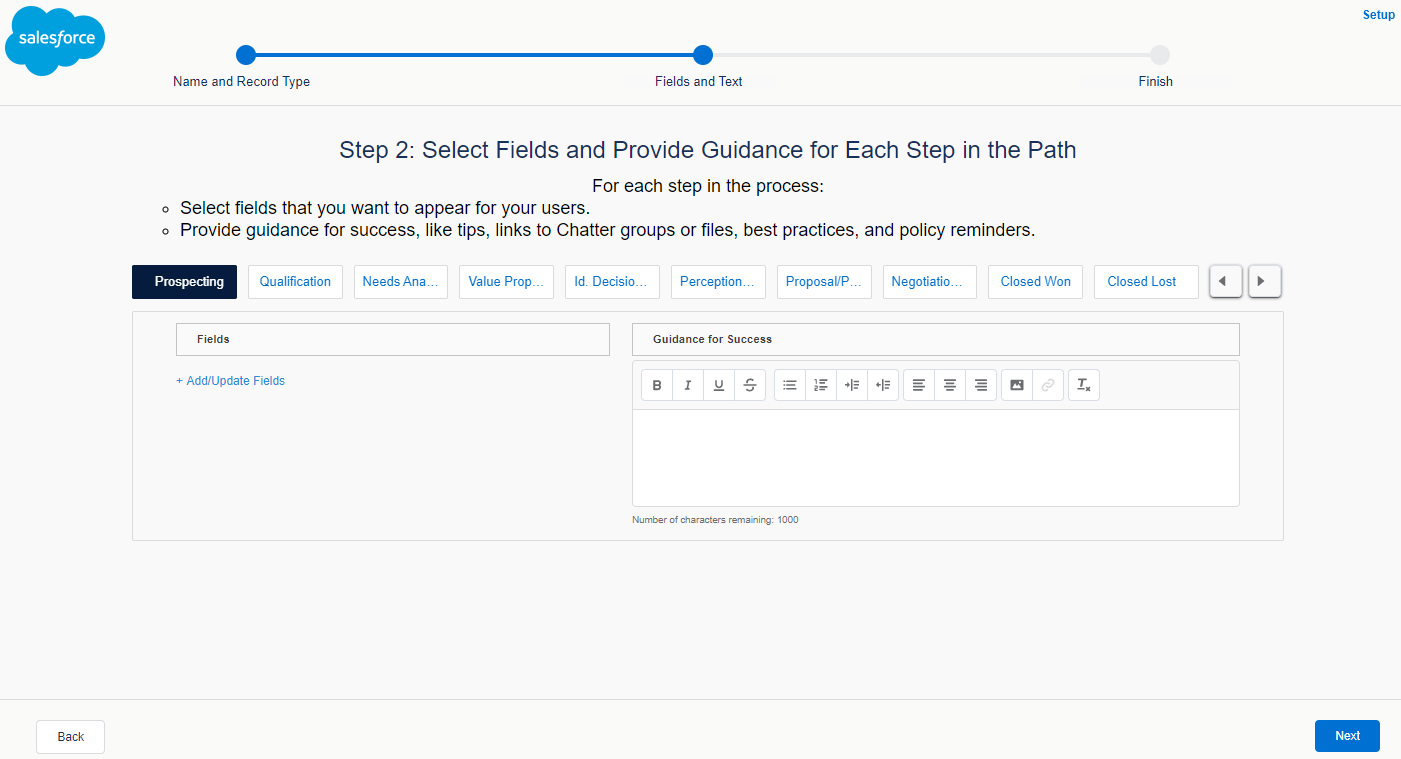 salesforce
Setup
Name and Record Type
Fields and Text
Finish
Step 2: Select Fields and Provide Guidance for Each Step in the Path
For each step in the process:
Select fields that you want to appear for your users.
Provide guidance for success, like tips, links to Chatter groups or files, best practices, and policy reminders.
Prospecting Qualification Needs Ana... Value Prop... Id. Decisio... Perception... Proposal/P... Negotiatio... Closed Won Closed Lost
Fields
Guidance for Success
+ Add/Update Fields
B I U S
Number of characters remaining: 1000
Back
Next